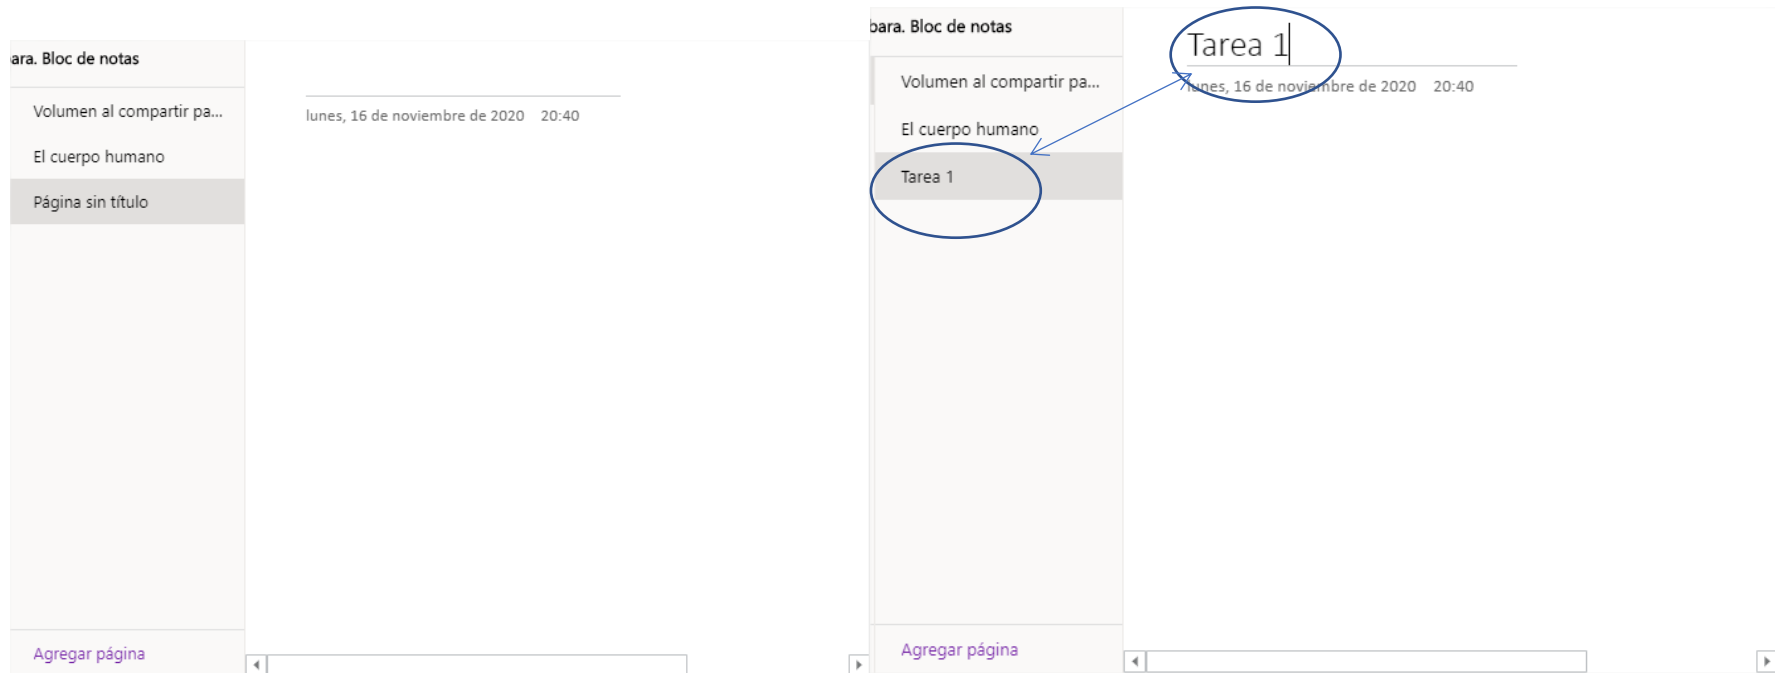 ara. Bloc de notas
Volumen al compartir pa...
El cuerpo humano
Página sin título
Agregar página
lunes, 16 de noviembre de 2020 20:40
bara. Bloc de notas
Volumen al compartir pa...
El cuerpo humano
Tarea 1
Agregar página
Tarea 1
lunes, 16 de noviembre de 2020 20:40